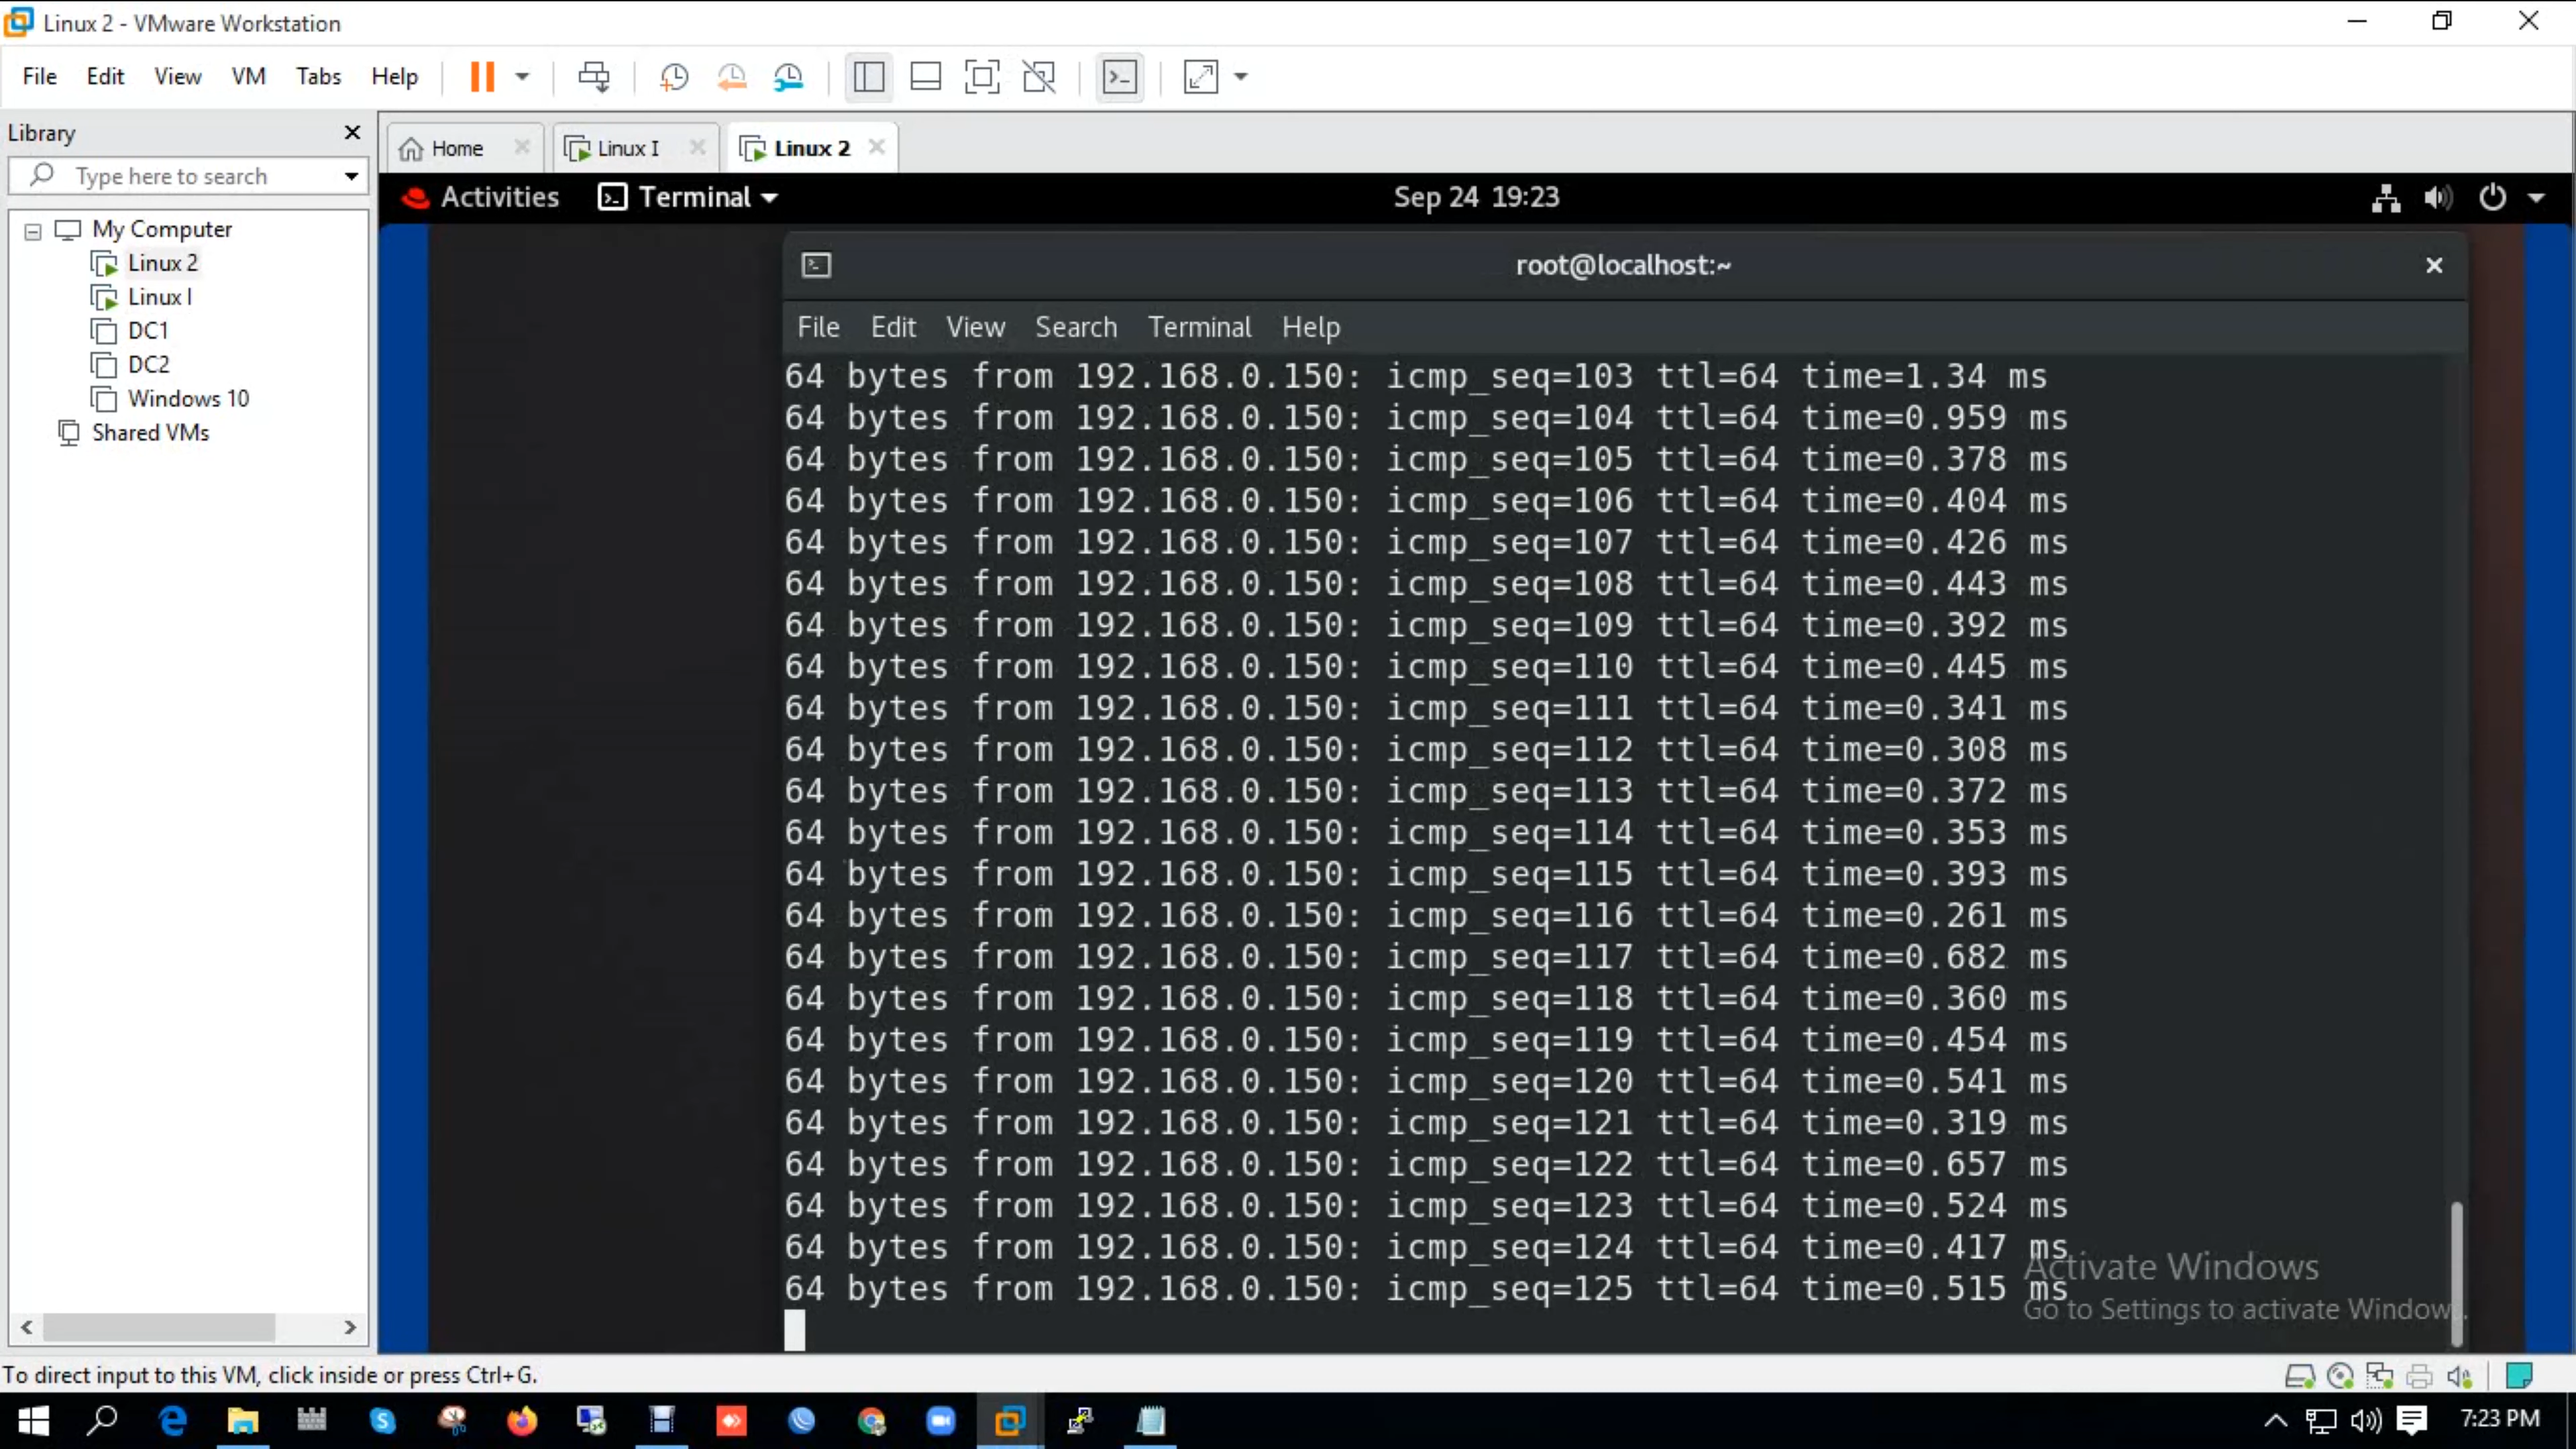 Linux 2 - VMware Workstation
File Edit View VM Tabs Help
Library
Type here to search
My Computer
Linux 2
Linux I
DC1
DC2
Windows 10
Shared VMs
Home
Linux I
Linux 2
Activities Terminal Sep 24 19:23
root@localhost:~
File Edit View Search Terminal Help
64 bytes from 192.168.0.150: icmp_seq=103 ttl=64 time=1.34 ms
64 bytes from 192.168.0.150: icmp_seq=104 ttl=64 time=0.959 ms
64 bytes from 192.168.0.150: icmp_seq=105 ttl=64 time=0.378 ms
64 bytes from 192.168.0.150: icmp_seq=106 ttl=64 time=0.404 ms
64 bytes from 192.168.0.150: icmp_seq=107 ttl=64 time=0.426 ms
64 bytes from 192.168.0.150: icmp_seq=108 ttl=64 time=0.443 ms
64 bytes from 192.168.0.150: icmp_seq=109 ttl=64 time=0.392 ms
64 bytes from 192.168.0.150: icmp_seq=110 ttl=64 time=0.445 ms
64 bytes from 192.168.0.150: icmp_seq=111 ttl=64 time=0.341 ms
64 bytes from 192.168.0.150: icmp_seq=112 ttl=64 time=0.308 ms
64 bytes from 192.168.0.150: icmp_seq=113 ttl=64 time=0.372 ms
64 bytes from 192.168.0.150: icmp_seq=114 ttl=64 time=0.353 ms
64 bytes from 192.168.0.150: icmp_seq=115 ttl=64 time=0.393 ms
64 bytes from 192.168.0.150: icmp_seq=116 ttl=64 time=0.261 ms
64 bytes from 192.168.0.150: icmp_seq=117 ttl=64 time=0.682 ms
64 bytes from 192.168.0.150: icmp_seq=118 ttl=64 time=0.360 ms
64 bytes from 192.168.0.150: icmp_seq=119 ttl=64 time=0.454 ms
64 bytes from 192.168.0.150: icmp_seq=120 ttl=64 time=0.541 ms
64 bytes from 192.168.0.150: icmp_seq=121 ttl=64 time=0.319 ms
64 bytes from 192.168.0.150: icmp_seq=122 ttl=64 time=0.657 ms
64 bytes from 192.168.0.150: icmp_seq=123 ttl=64 time=0.524 ms
64 bytes from 192.168.0.150: icmp_seq=124 ttl=64 time=0.417 ms
64 bytes from 192.168.0.150: icmp_seq=125 ttl=64 time=0.515 ms
Activate Windows
Go to Settings to activate Windows.
To direct input to this VM, click inside or press Ctrl+G.
7:23 PM